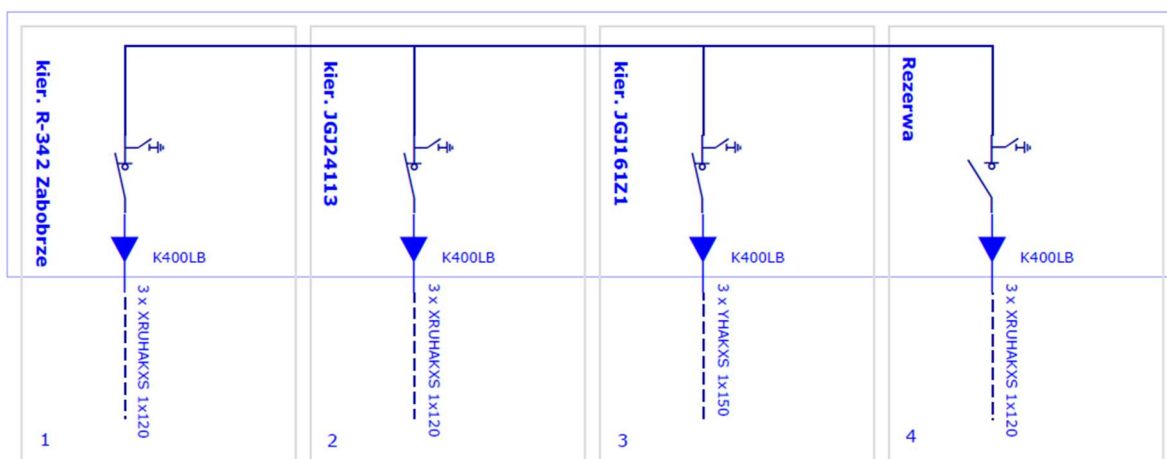 kier. R-342 Zabobrze
K400LB
3 x XRUHAKXS 1x120
1
kier. JGJ24113
K400LB
3 x XRUHAKXS 1x120
2
kier. JGJ161Z1
K400LB
3 x YHAKXS 1x150
3
Rezerwa
K400LB
3 x XRUHAKXS 1x120
4